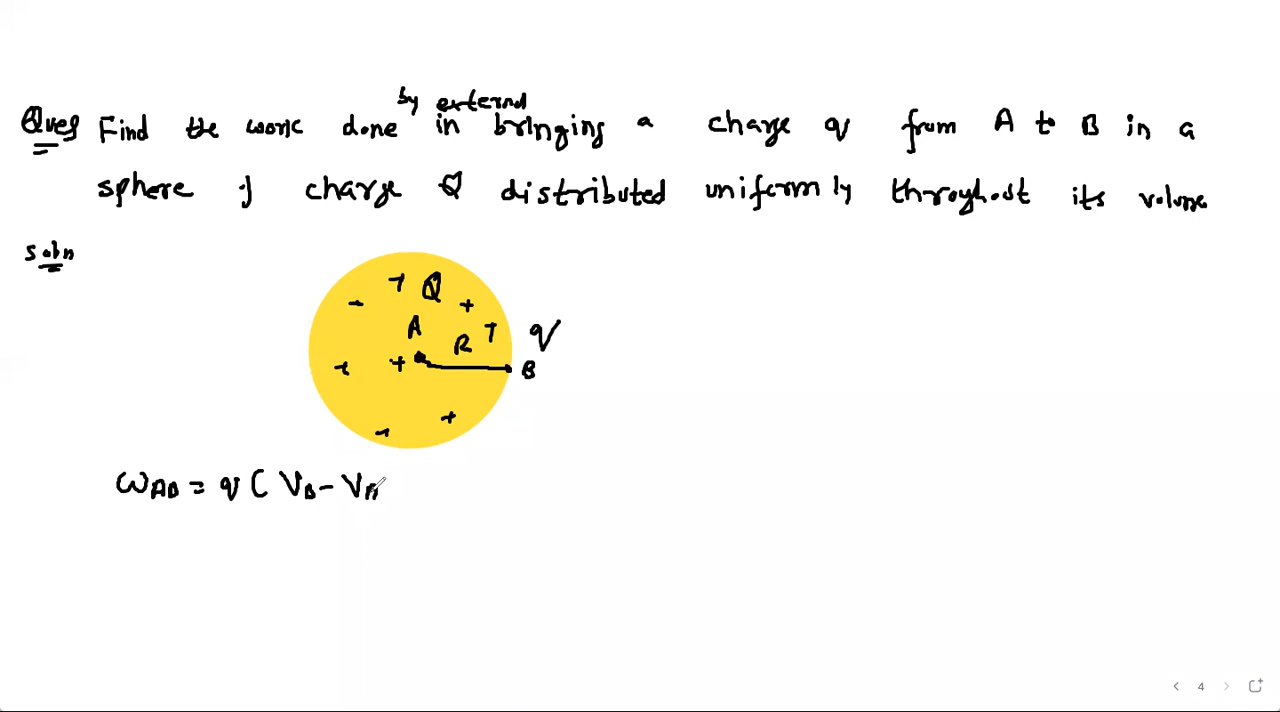 by external
Ques Find the work done in bringing a charge q from A to B in a
sphere of charge Q distributed uniformly throughout its volume
soln
+ Q
- +
A + q
R
+ + B
+
-
W_AB = q ( V_B - V_A
4